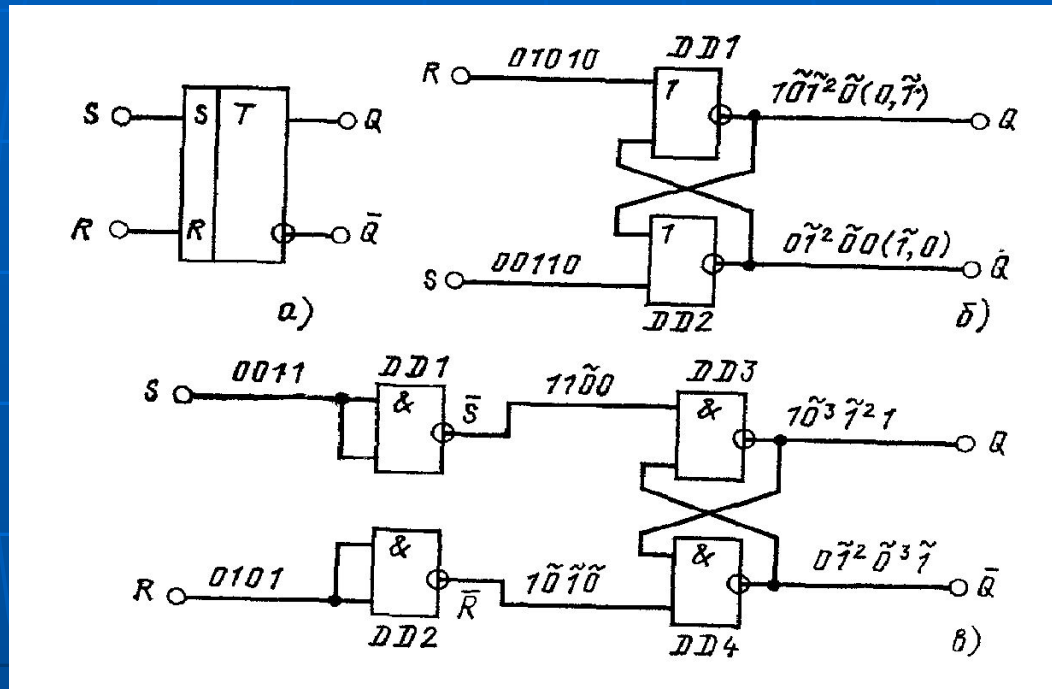 S
S T
Q
R
R
Q̄
а)
DD1
R
01010
1
10̃1̃²0̃(0,1̃)
Q
1
01̃²0̃0(1̃,0)
Q̇
S
00110
DD2
б)
S
0011
DD1
&
S̄
110̃0
DD3
&
10̃³1̃²1
Q
R
0101
&
R̄
DD2
10̃1̃0̃
&
01̃²0̃³1̃
Q̄
DD4
в)